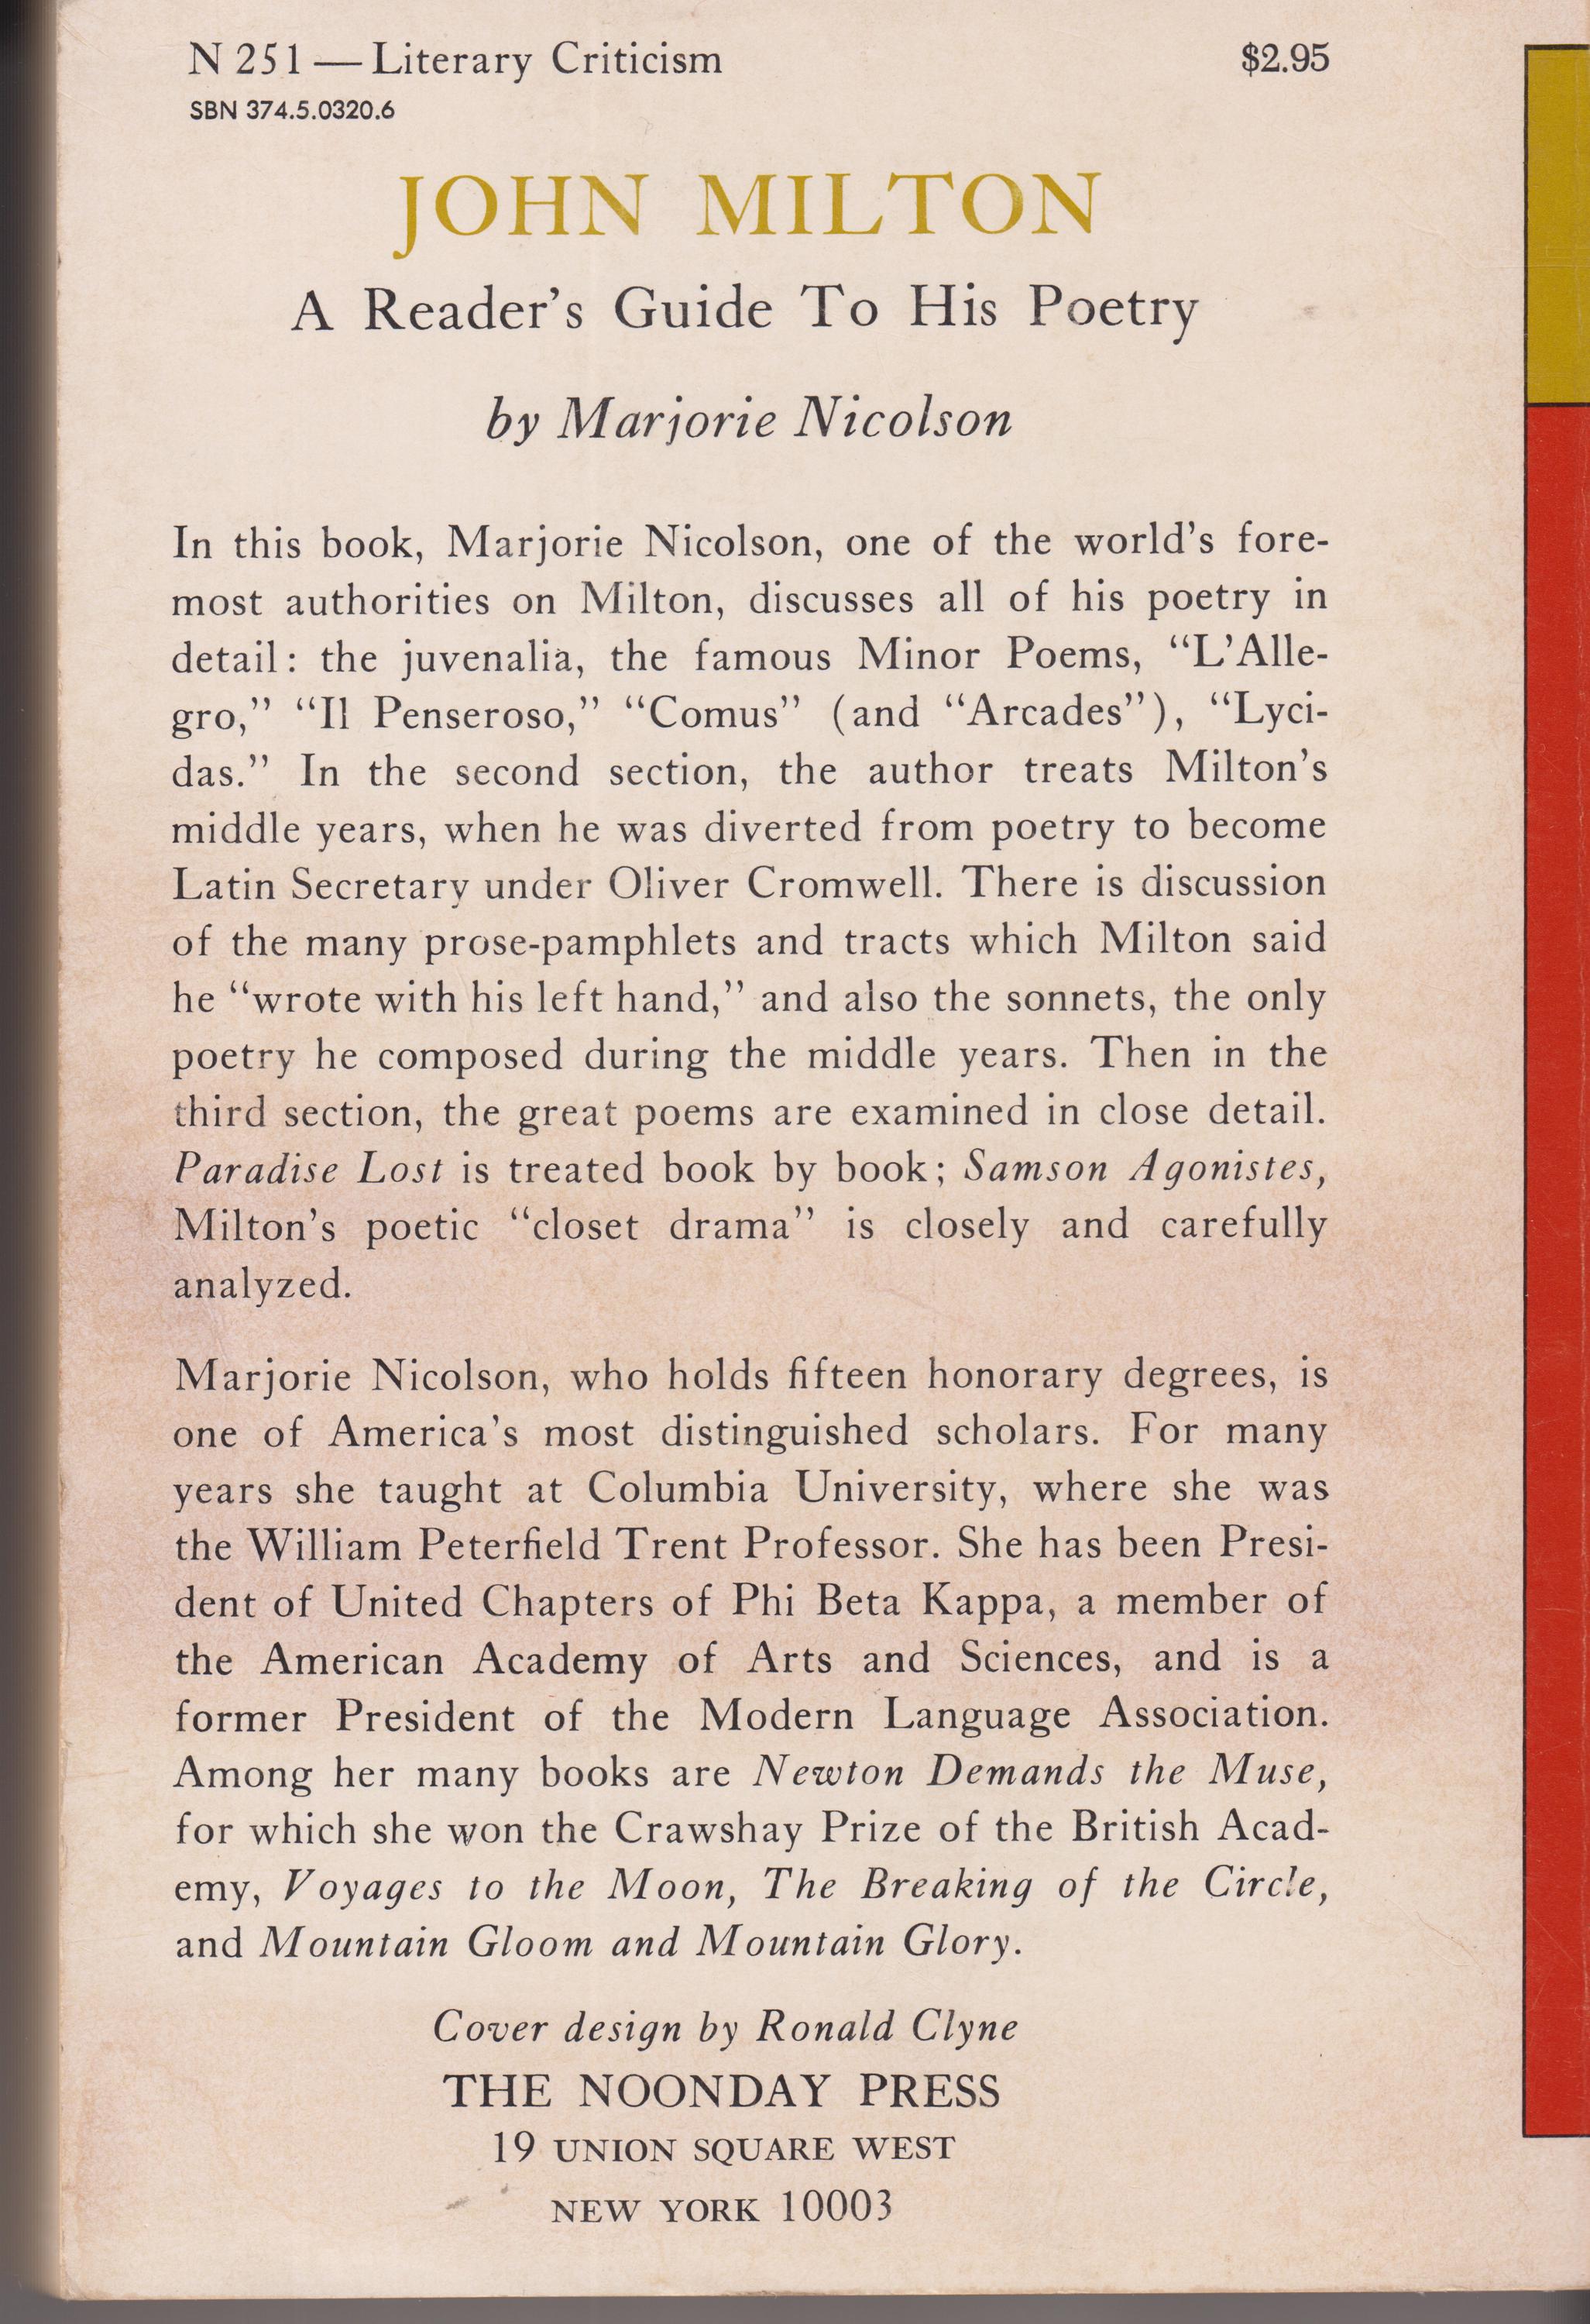 N 251 — Literary Criticism $2.95
SBN 374.5.0320.6
JOHN MILTON
A Reader's Guide To His Poetry
by Marjorie Nicolson
In this book, Marjorie Nicolson, one of the world's fore-
most authorities on Milton, discusses all of his poetry in
detail: the juvenalia, the famous Minor Poems, “L'Alle-
gro,” “Il Penseroso,” “Comus” (and “Arcades”), “Lyci-
das.” In the second section, the author treats Milton's
middle years, when he was diverted from poetry to become
Latin Secretary under Oliver Cromwell. There is discussion
of the many prose-pamphlets and tracts which Milton said
he “wrote with his left hand,” and also the sonnets, the only
poetry he composed during the middle years. Then in the
third section, the great poems are examined in close detail.
Paradise Lost is treated book by book; Samson Agonistes,
Milton's poetic “closet drama” is closely and carefully
analyzed.
Marjorie Nicolson, who holds fifteen honorary degrees, is
one of America's most distinguished scholars. For many
years she taught at Columbia University, where she was
the William Peterfield Trent Professor. She has been Presi-
dent of United Chapters of Phi Beta Kappa, a member of
the American Academy of Arts and Sciences, and is a
former President of the Modern Language Association.
Among her many books are Newton Demands the Muse,
for which she won the Crawshay Prize of the British Acad-
emy, Voyages to the Moon, The Breaking of the Circle,
and Mountain Gloom and Mountain Glory.
Cover design by Ronald Clyne
THE NOONDAY PRESS
19 UNION SQUARE WEST
NEW YORK 10003